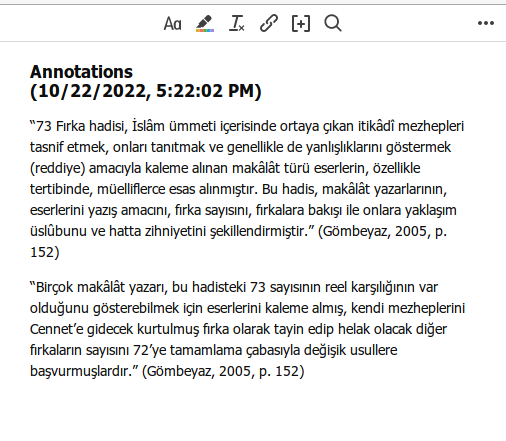 Aa
Annotations
(10/22/2022, 5:22:02 PM)
“73 Fırka hadisi, İslâm ümmeti içerisinde ortaya çıkan itikâdî mezhepleri
tasnif etmek, onları tanıtmak ve genellikle de yanlışlıklarını göstermek
(reddiye) amacıyla kaleme alınan makâlât türü eserlerin, özellikle
tertibinde, müelliflerce esas alınmıştır. Bu hadis, makâlât yazarlarının,
eserlerini yazış amacını, fırka sayısını, fırkalara bakışı ile onlara yaklaşım
üslûbunu ve hatta zihniyetini şekillendirmiştir.” (Gömbeyaz, 2005, p.
152)
“Birçok makâlât yazarı, bu hadisteki 73 sayısının reel karşılığının var
olduğunu gösterebilmek için eserlerini kaleme almış, kendi mezheplerini
Cennet’e gidecek kurtulmuş fırka olarak tayin edip helak olacak diğer
fırkaların sayısını 72’ye tamamlama çabasıyla değişik usullere
başvurmuşlardır.” (Gömbeyaz, 2005, p. 152)